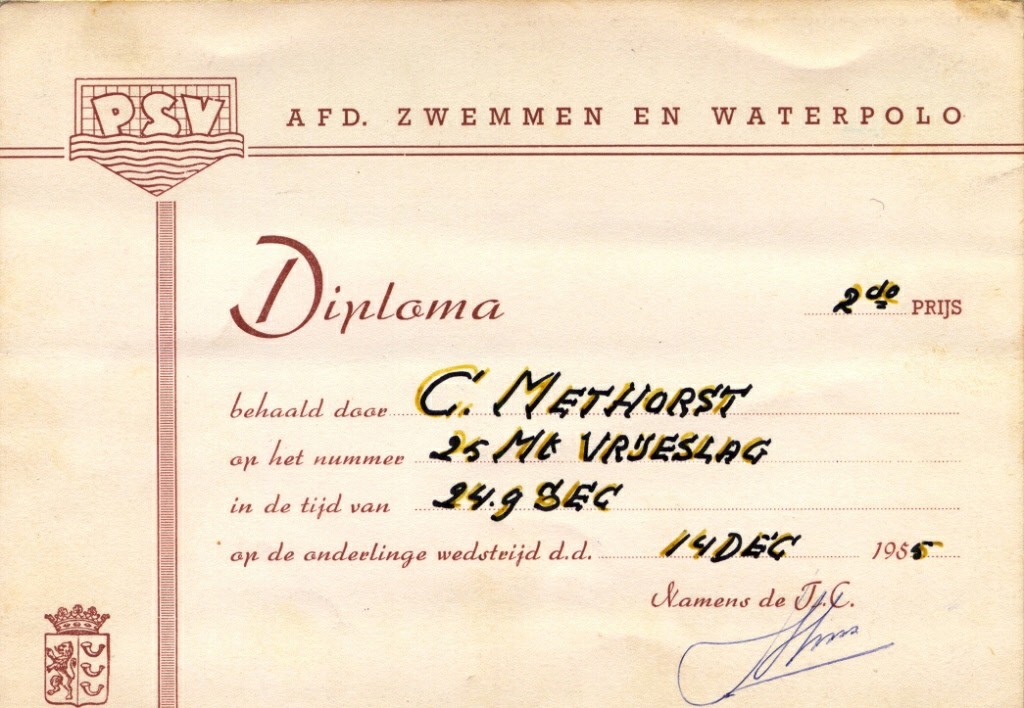 PSV
AFD. ZWEMMEN EN WATERPOLO
Diploma
2do PRIJS
behaald door C. METHORST
op het nummer 25 Mt VRIJESLAG
in de tijd van 24.9 SEC
op de onderlinge wedstrijd d.d. 14 DEC 1955
Namens de T.C.